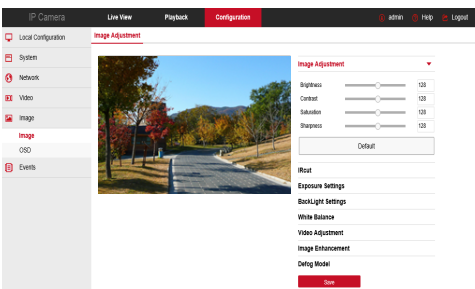 IP Camera
Live View Playback Configuration
admin Help Logout
Local Configuration
System
Network
Video
Image
Image
OSD
Events
Image Adjustment
Image Adjustment
Brightness 128
Contrast 128
Saturation 128
Sharpness 128
Default
IRcut
Exposure Settings
BackLight Settings
White Balance
Video Adjustment
Image Enhancement
Defog Model
Save